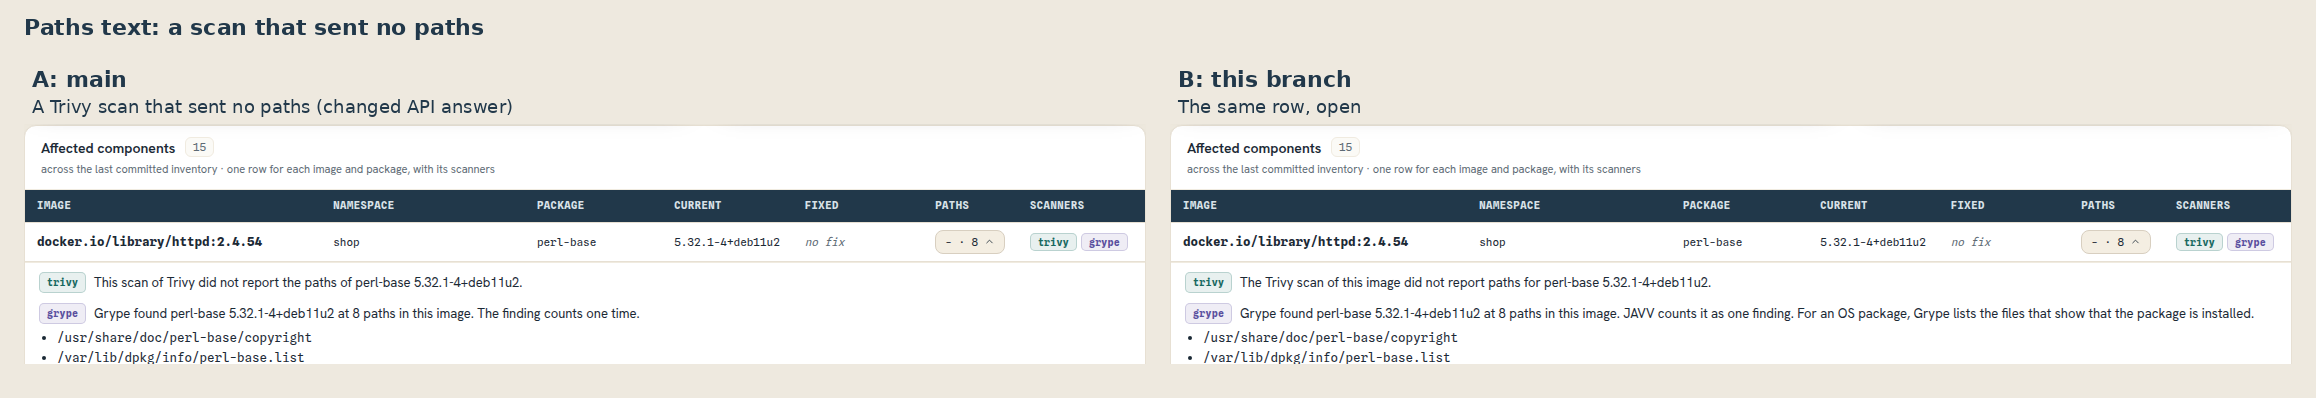 Paths text: a scan that sent no paths
A: main
A Trivy scan that sent no paths (changed API answer)
Affected components 15
across the last committed inventory · one row for each image and package, with its scanners
IMAGE NAMESPACE PACKAGE CURRENT FIXED PATHS SCANNERS
docker.io/library/httpd:2.4.54 shop perl-base 5.32.1-4+deb11u2 no fix - · 8 ^ trivy grype
trivy This scan of Trivy did not report the paths of perl-base 5.32.1-4+deb11u2.
grype Grype found perl-base 5.32.1-4+deb11u2 at 8 paths in this image. The finding counts one time.
• /usr/share/doc/perl-base/copyright
• /var/lib/dpkg/info/perl-base.list
B: this branch
The same row, open
Affected components 15
across the last committed inventory · one row for each image and package, with its scanners
IMAGE NAMESPACE PACKAGE CURRENT FIXED PATHS SCANNERS
docker.io/library/httpd:2.4.54 shop perl-base 5.32.1-4+deb11u2 no fix - · 8 ^ trivy grype
trivy The Trivy scan of this image did not report paths for perl-base 5.32.1-4+deb11u2.
grype Grype found perl-base 5.32.1-4+deb11u2 at 8 paths in this image. JAVV counts it as one finding. For an OS package, Grype lists the files that show that the package is installed.
• /usr/share/doc/perl-base/copyright
• /var/lib/dpkg/info/perl-base.list